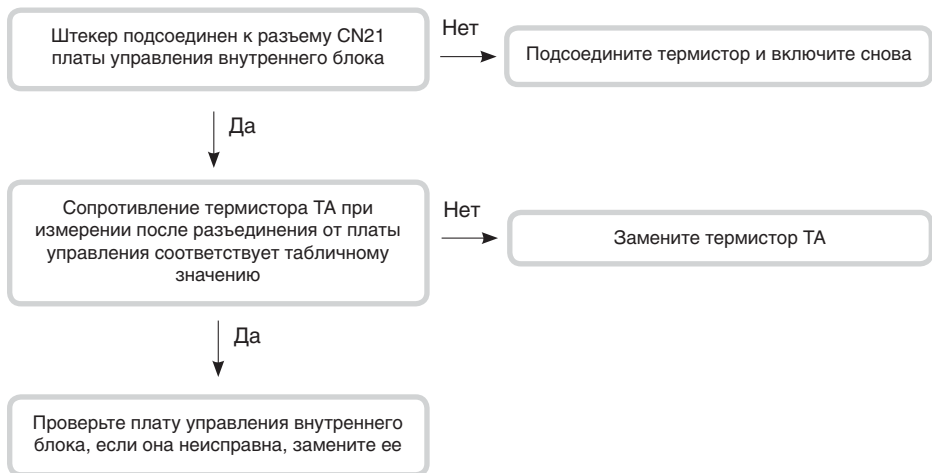 Штекер подсоединен к разъему CN21
платы управления внутреннего блока
Нет
Подсоедините термистор и включите снова
Да
Сопротивление термистора ТА при
измерении после разъединения от платы
управления соответствует табличному
значению
Нет
Замените термистор ТА
Да
Проверьте плату управления внутреннего
блока, если она неисправна, замените ее